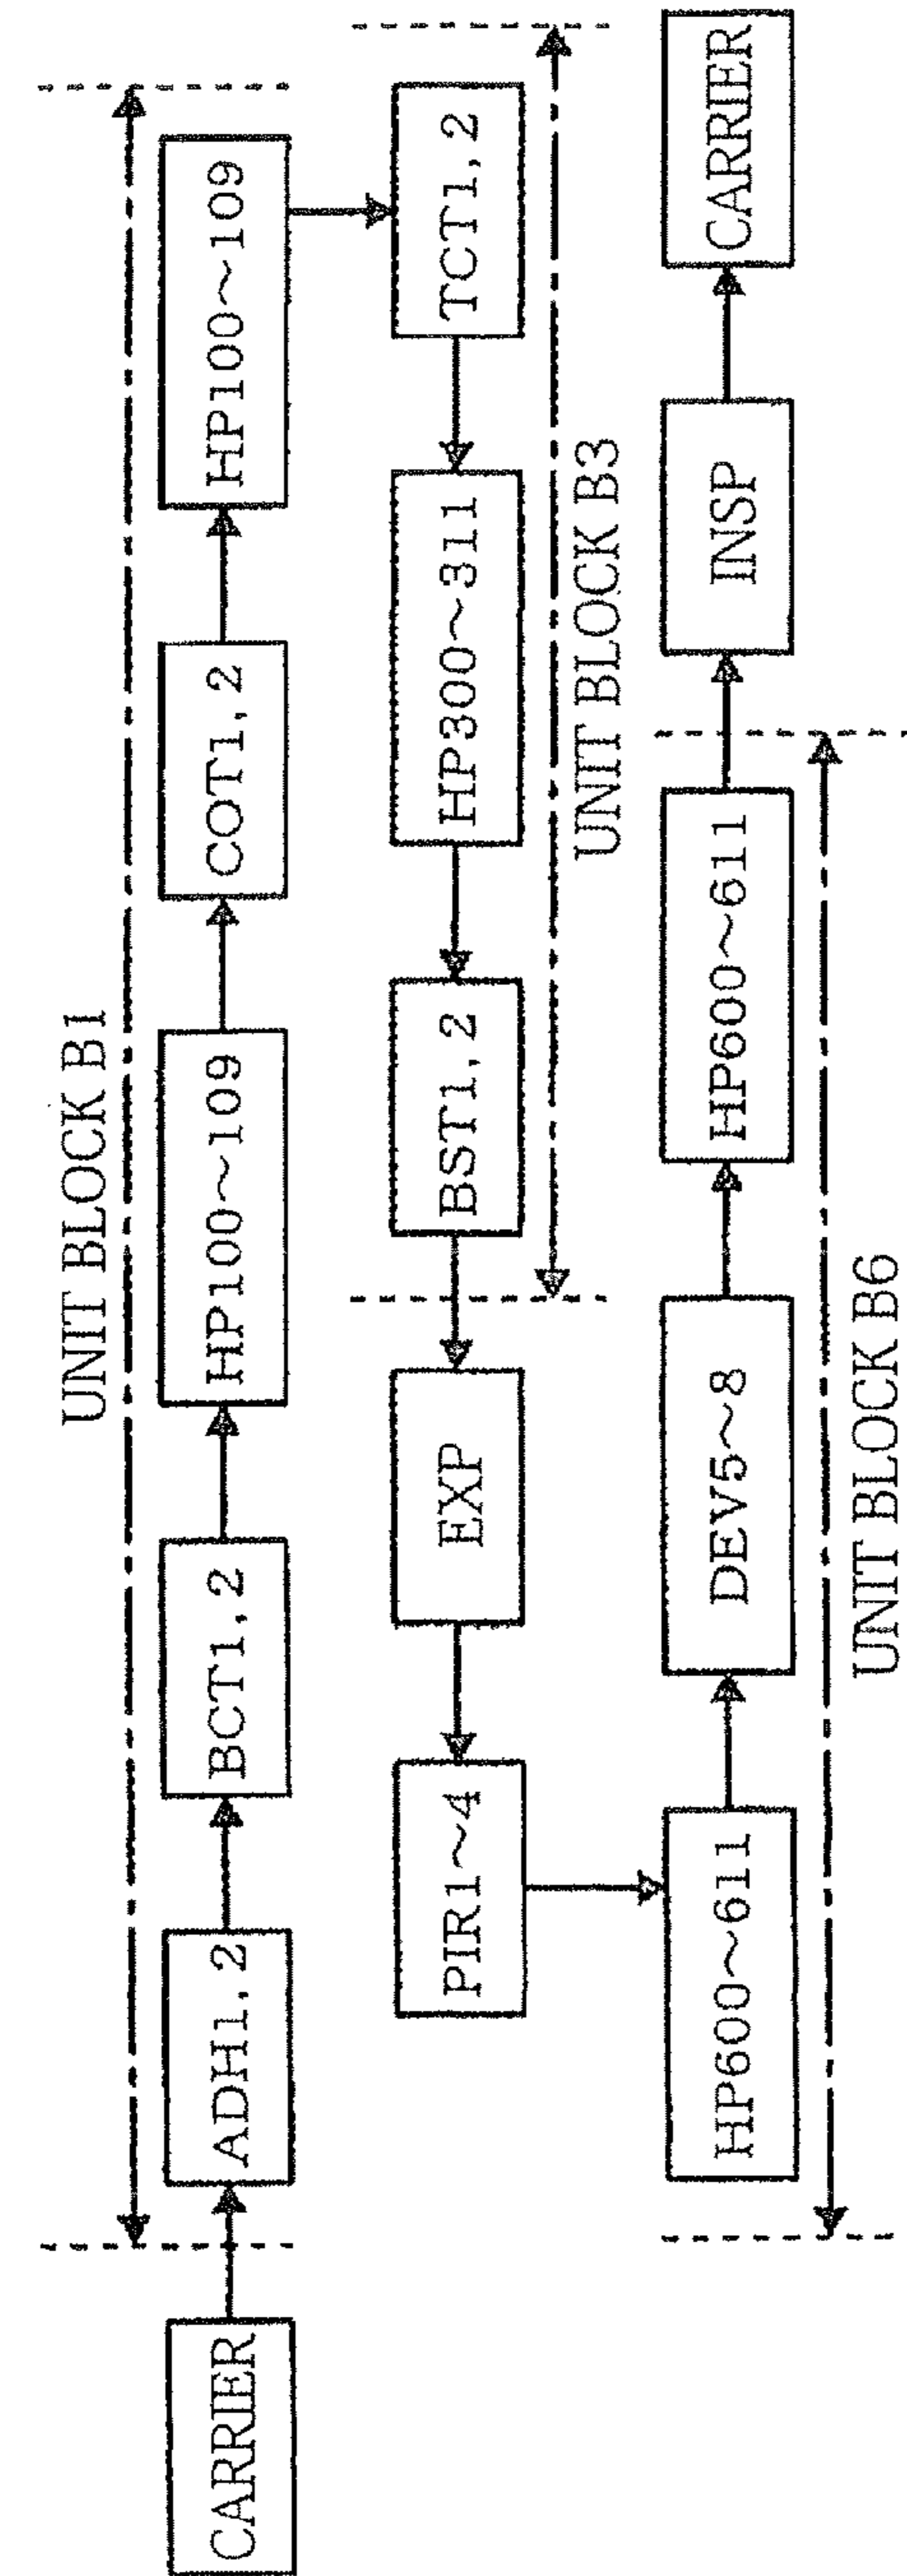 UNIT BLOCK B1
CARRIER
ADH1, 2
BCT1, 2
HP100~109
COT1, 2
HP100~109
TCT1, 2
HP300~311
BST1, 2
UNIT BLOCK B3
EXP
PIR1~4
HP600~611
DEV5~8
HP600~611
UNIT BLOCK B6
INSP
CARRIER